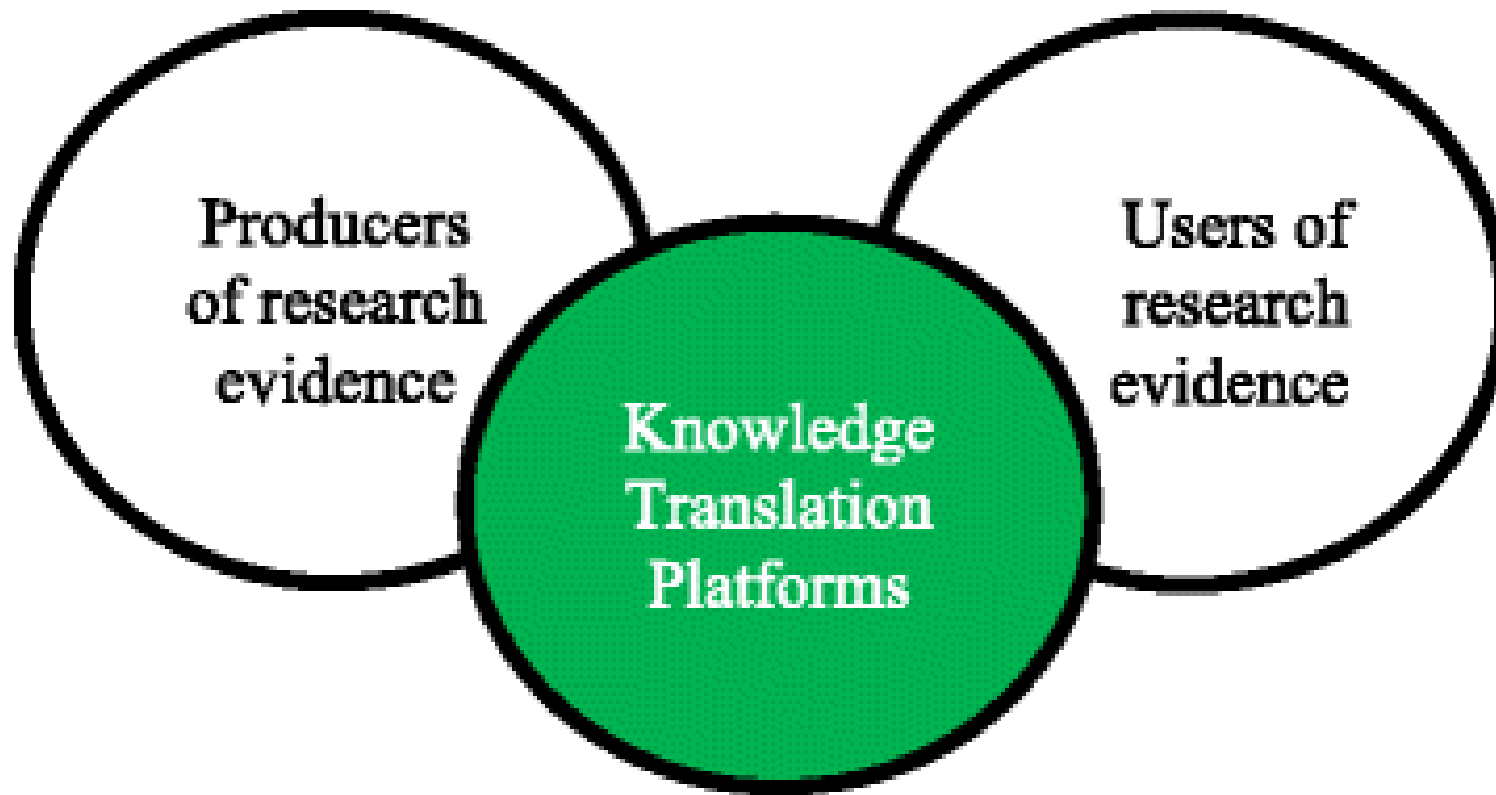 Producers
of research
evidence
Users of
research
evidence
Knowledge
Translation
Platforms